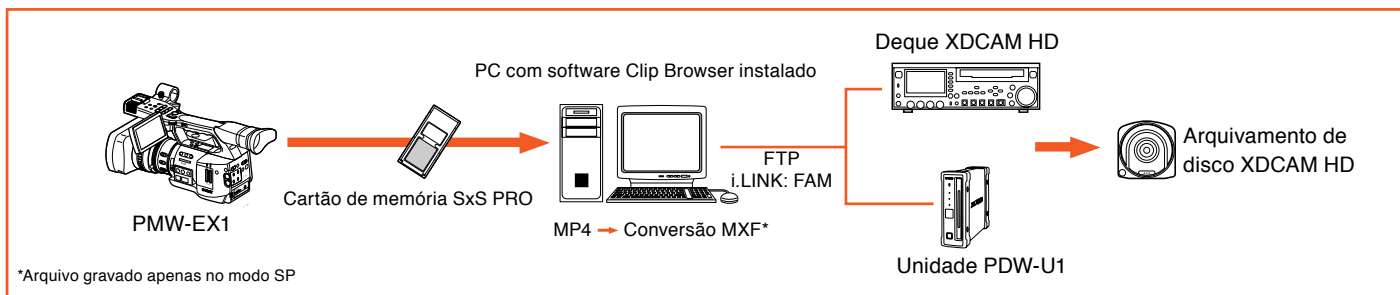 Deque XDCAM HD
PC com software Clip Browser instalado
FTP
i.LINK: FAM
Arquivamento de
disco XDCAM HD
Cartão de memória SxS PRO
PMW-EX1
MP4 → Conversão MXF*
Unidade PDW-U1
*Arquivo gravado apenas no modo SP